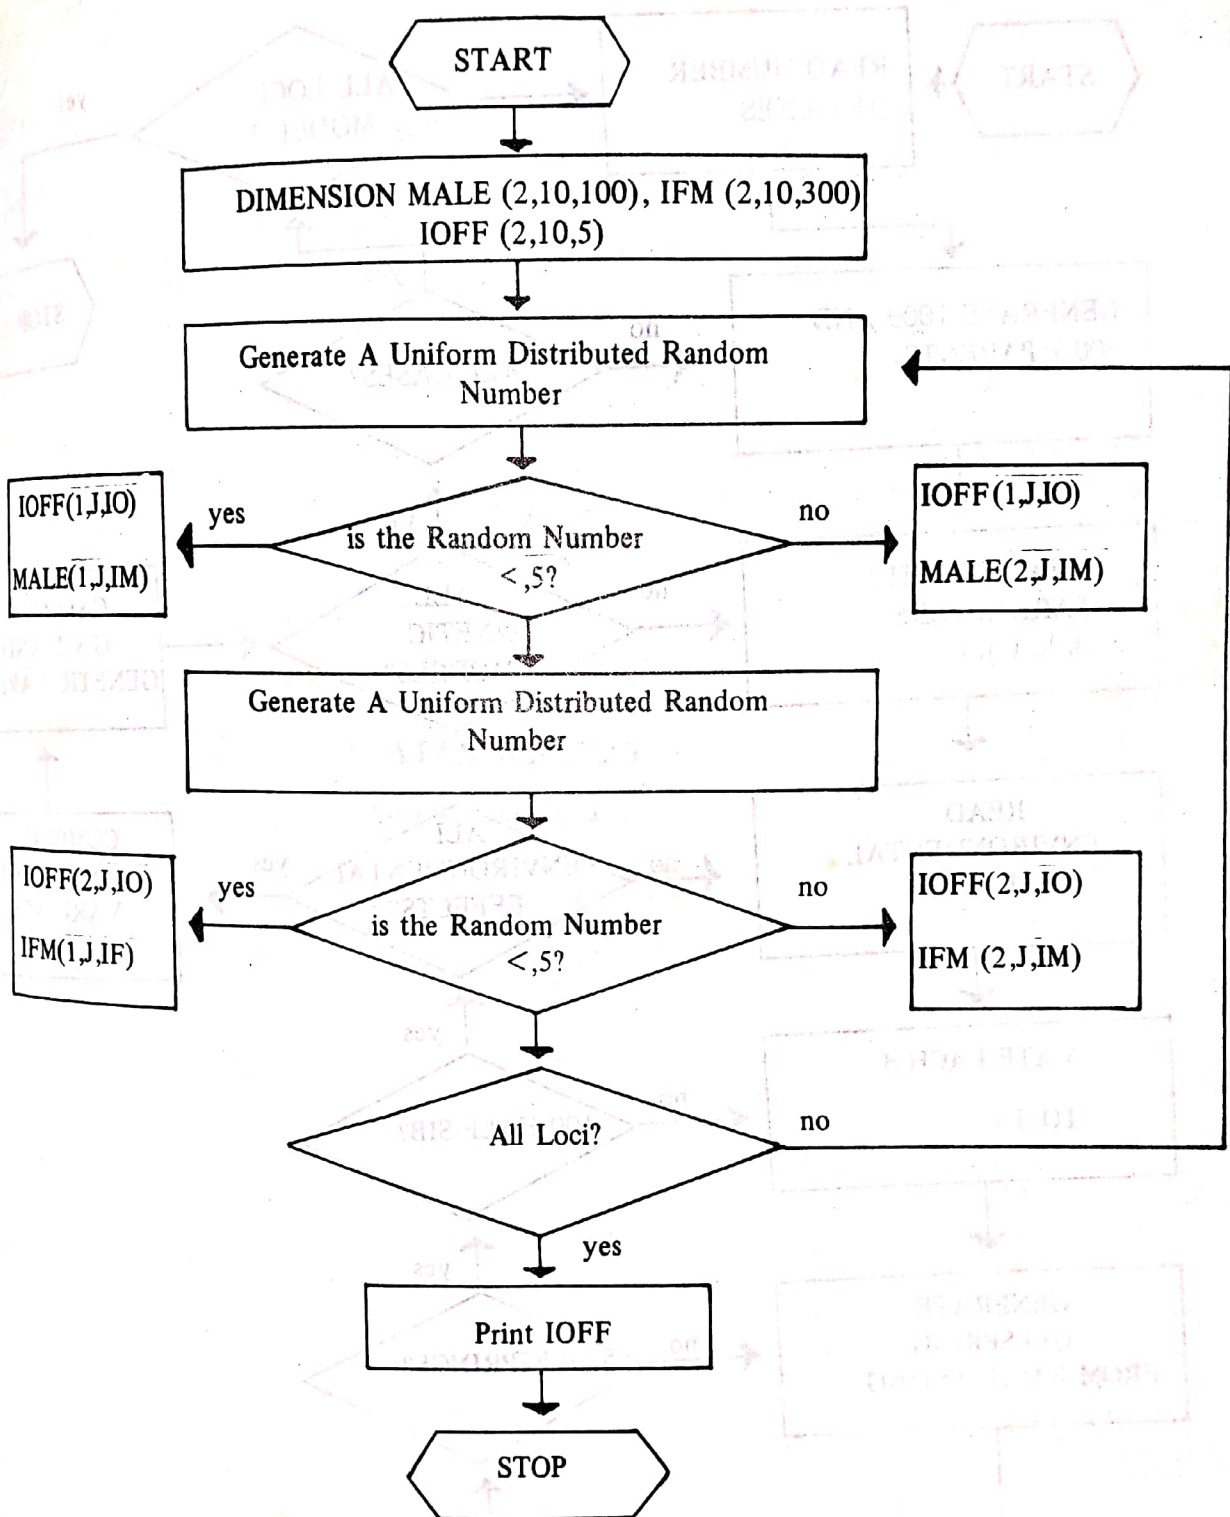 START
DIMENSION MALE (2,10,100), IFM (2,10,300)
IOFF (2,10,5)
Generate A Uniform Distributed Random
Number
IOFF(1,J,IO)
MALE(1,J,IM)
yes
is the Random Number
<,5?
no
IOFF(1,J,IO)
MALE(2,J,IM)
Generate A Uniform Distributed Random
Number
IOFF(2,J,IO)
IFM(1,J,IF)
yes
is the Random Number
<,5?
no
IOFF(2,J,IO)
IFM (2,J,IM)
All Loci?
no
yes
Print IOFF
STOP